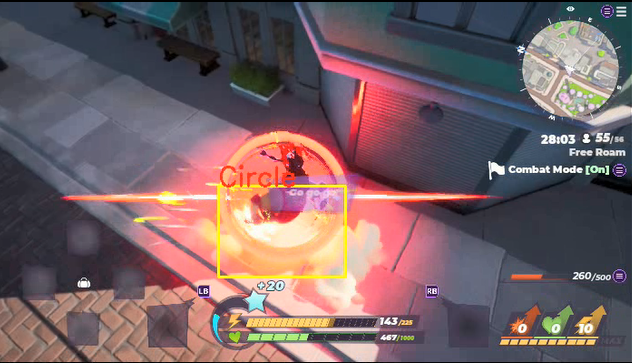 28:03 55/56
Free Roam
Combat Mode [On]
Circle
260/500
LB
RB
+20
143/225
467/1000
0 0 10
MAX